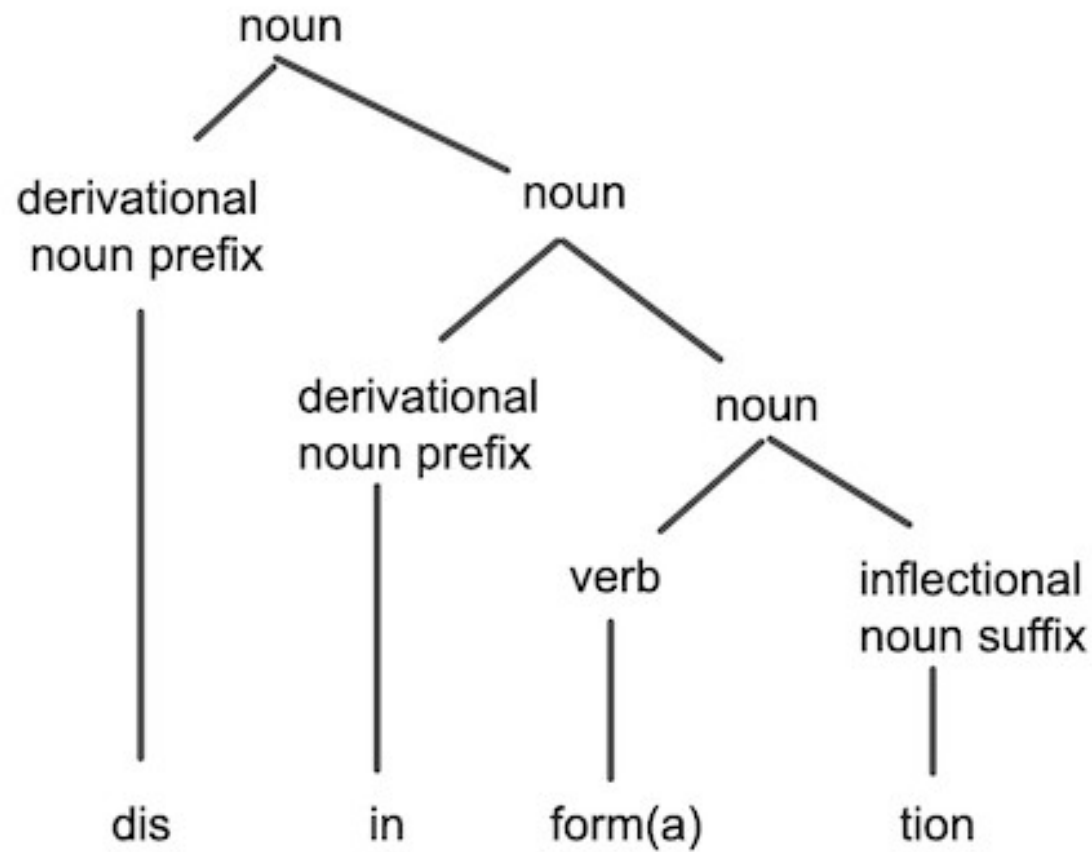 noun
derivational
noun prefix
noun
derivational
noun prefix
noun
verb
inflectional
noun suffix
dis
in
form(a)
tion